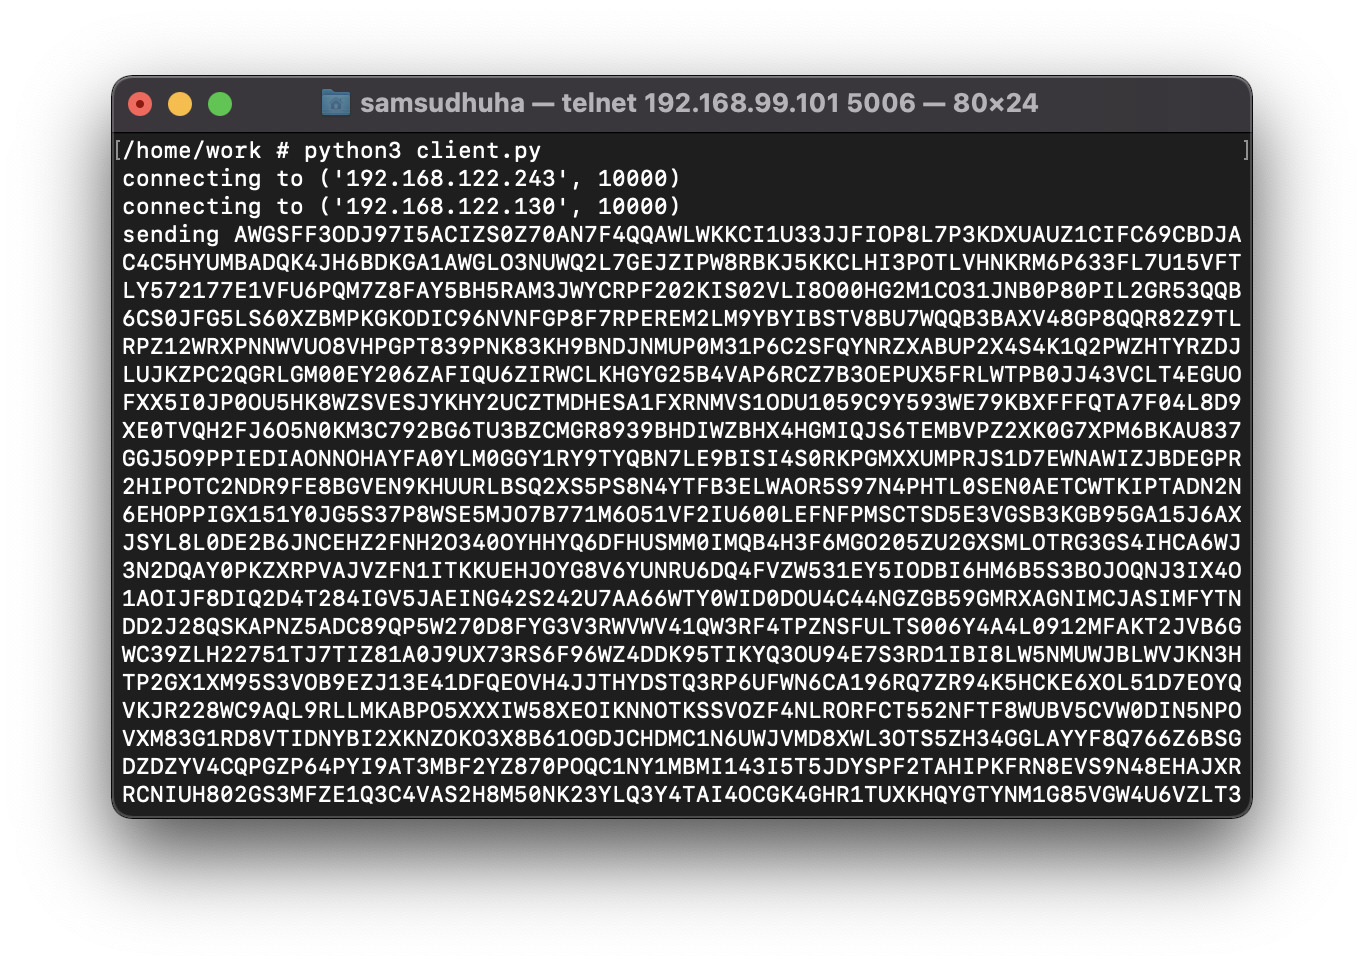 samsudhuha — telnet 192.168.99.101 5006 — 80×24
[/home/work # python3 client.py ]
connecting to ('192.168.122.243', 10000)
connecting to ('192.168.122.130', 10000)
sending AWGSFF3ODJ97I5ACIZS0Z70AN7F4QQAWLWKKCI1U33JJFIOP8L7P3KDXUAUZ1CIFC69CBDJA
C4C5HYUMBADQK4JH6BDKGA1AWGLO3NUWQ2L7GEJZIPW8RBKJ5KKCLHI3POTLVHNKRM6P633FL7U15VFT
LY572177E1VFU6PQM7Z8FAY5BH5RAM3JWYCRPF202KIS02VLI8O00HG2M1CO31JNB0P80PIL2GR53QQB
6CS0JFG5LS60XZBMPKGKODIC96NVNFGP8F7RPEREM2LM9YBYIBSTV8BU7WQQB3BAXV48GP8QQR82Z9TL
RPZ12WRXPNNWVUO8VHPGPT839PNK83KH9BNDJNMUP0M31P6C2SFQYNRZXABUP2X4S4K1Q2PWZHTYRZDJ
LUJKZPC2QGRLGM00EY206ZAFIQU6ZIRWCLKHGYG25B4VAP6RCZ7B3OEPUX5FRLWTPB0JJ43VCLT4EGUO
FXX5I0JP0OU5HK8WZSVESJYKHY2UCZTMDHESA1FXRNMVS1ODU1059C9Y593WE79KBXFFFQTA7F04L8D9
XE0TVQH2FJ6O5N0KM3C792BG6TU3BZCMGR8939BHDIWZBHX4HGMIQJS6TEMBVPZ2XK0G7XPM6BKAU837
GGJ5O9PPIEDIAONNOHAYFA0YLM0GGY1RY9TYQBN7LE9BISI4S0RKPGMXXUMPRJS1D7EWNAWIZJBDEGPR
2HIPOTC2NDR9FE8BGVEN9KHUURLBSQ2XS5PS8N4YTFB3ELWAOR5S97N4PHTL0SEN0AETCWTKIPTADN2N
6EHOPPIGX151Y0JG5S37P8WSE5MJO7B771M6O51VF2IU600LEFNFPMSCTSD5E3VGSB3KGB95GA15J6AX
JSYL8L0DE2B6JNCEHZ2FNH2O340OYHHYQ6DFHUSMM0IMQB4H3F6MGO205ZU2GXSMLOTRG3GS4IHCA6WJ
3N2DQAY0PKZXRPVAJVZFN1ITKKUEHJOYG8V6YUNRU6DQ4FVZW531EY5IODBI6HM6B5S3BOJOQNJ3IX4O
1AOIJF8DIQ2D4T284IGV5JAEING42S242U7AA66WTY0WID0DOU4C44NGZGB59GMRXAGNIMCJASIMFYTN
DD2J28QSKAPNZ5ADC89QP5W270D8FYG3V3RWVWV41QW3RF4TPZNSFULTS006Y4A4L0912MFAKT2JVB6G
WC39ZLH22751TJ7TIZ81A0J9UX73RS6F96WZ4DDK95TIKYQ3OU94E7S3RD1IBI8LW5NMUWJBLWVJKN3H
TP2GX1XM95S3VOB9EZJ13E41DFQEOVH4JJTHYDSTQ3RP6UFWN6CA196RQ7ZR94K5HCKE6XOL51D7EOYQ
VKJR228WC9AQL9RLLMKABPO5XXXIW58XEOIKNNOTKSSVOZF4NLRORFCT552NFTF8WUBV5CVW0DIN5NPO
VXM83G1RD8VTIDNYBI2XKNZOKO3X8B61OGDJCHDMC1N6UWJVMD8XWL3OTS5ZH34GGLAYYF8Q766Z6BSG
DZDZYV4CQPGZP64PYI9AT3MBF2YZ870POQC1NY1MBMI143I5T5JDYSPF2TAHIPKFRN8EVS9N48EHAJXR
RCNIUH802GS3MFZE1Q3C4VAS2H8M50NK23YLQ3Y4TAI4OCGK4GHR1TUXKHQYGTYNM1G85VGW4U6VZLT3